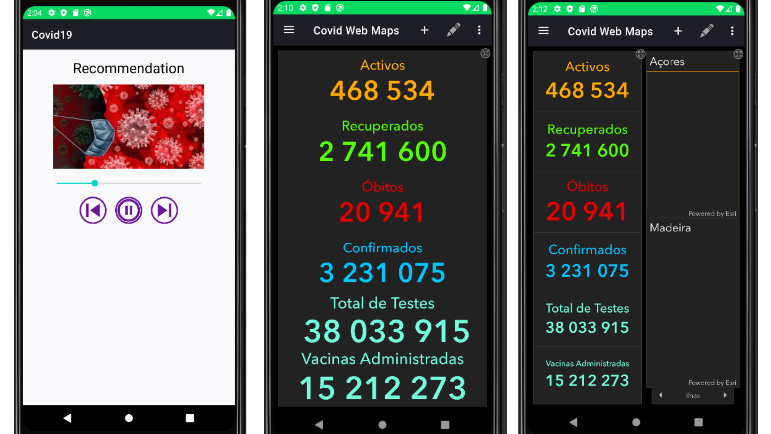 2:04
Covid19
Recommendation
2:10
Covid Web Maps
Activos
468 534
Recuperados
2 741 600
Óbitos
20 941
Confirmados
3 231 075
Total de Testes
38 033 915
Vacinas Administradas
15 212 273
2:12
Covid Web Maps
Activos
468 534
Recuperados
2 741 600
Óbitos
20 941
Confirmados
3 231 075
Total de Testes
38 033 915
Vacinas Administradas
15 212 273
Açores
Powered by Esri
Madeira
Powered by Esri
Ilhas